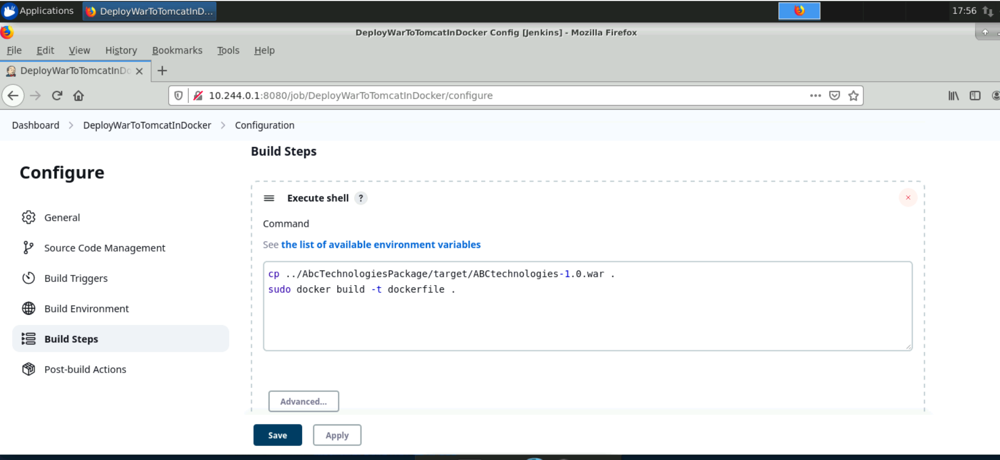 Applications
DeployWarToTomcatInD...
17:56
DeployWarToTomcatInDocker Config [Jenkins] - Mozilla Firefox
File Edit View History Bookmarks Tools Help
DeployWarToTomcatInDo
10.244.0.1:8080/job/DeployWarToTomcatInDocker/configure
Dashboard > DeployWarToTomcatInDocker > Configuration
Build Steps
Configure
Execute shell ?
Command
General
See the list of available environment variables
Source Code Management
cp ../AbcTechnologiesPackage/target/ABCtechnologies-1.0.war .
Build Triggers
sudo docker build -t dockerfile .
Build Environment
Build Steps
Post-build Actions
Advanced...
Save Apply